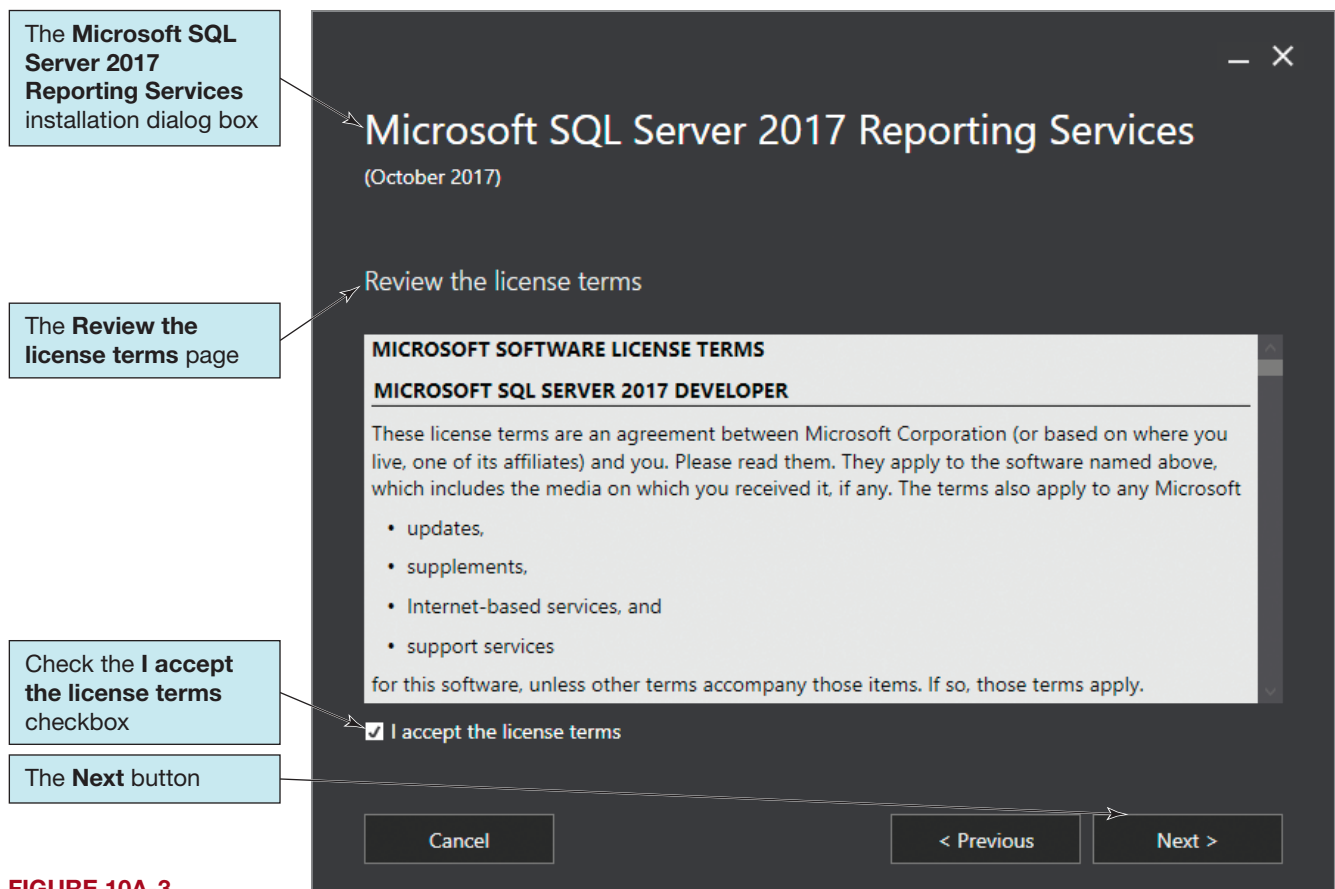 The Microsoft SQL
Server 2017
Reporting Services
installation dialog box
Microsoft SQL Server 2017 Reporting Services
(October 2017)
The Review the
license terms page
Review the license terms
MICROSOFT SOFTWARE LICENSE TERMS
MICROSOFT SQL SERVER 2017 DEVELOPER
These license terms are an agreement between Microsoft Corporation (or based on where you
live, one of its affiliates) and you. Please read them. They apply to the software named above,
which includes the media on which you received it, if any. The terms also apply to any Microsoft
• updates,
• supplements,
• Internet-based services, and
• support services
for this software, unless other terms accompany those items. If so, those terms apply.
Check the I accept
the license terms
checkbox
I accept the license terms
The Next button
Cancel
< Previous
Next >
FIGURE 10A-3